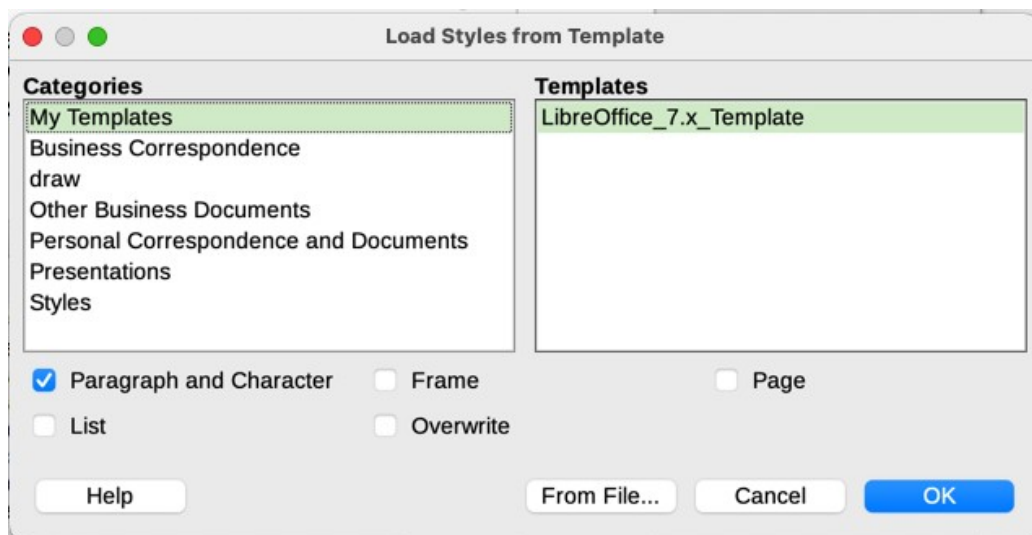 Load Styles from Template
Categories
My Templates
Business Correspondence
draw
Other Business Documents
Personal Correspondence and Documents
Presentations
Styles
Templates
LibreOffice_7.x_Template
Paragraph and Character Frame Page
List Overwrite
Help From File... Cancel OK